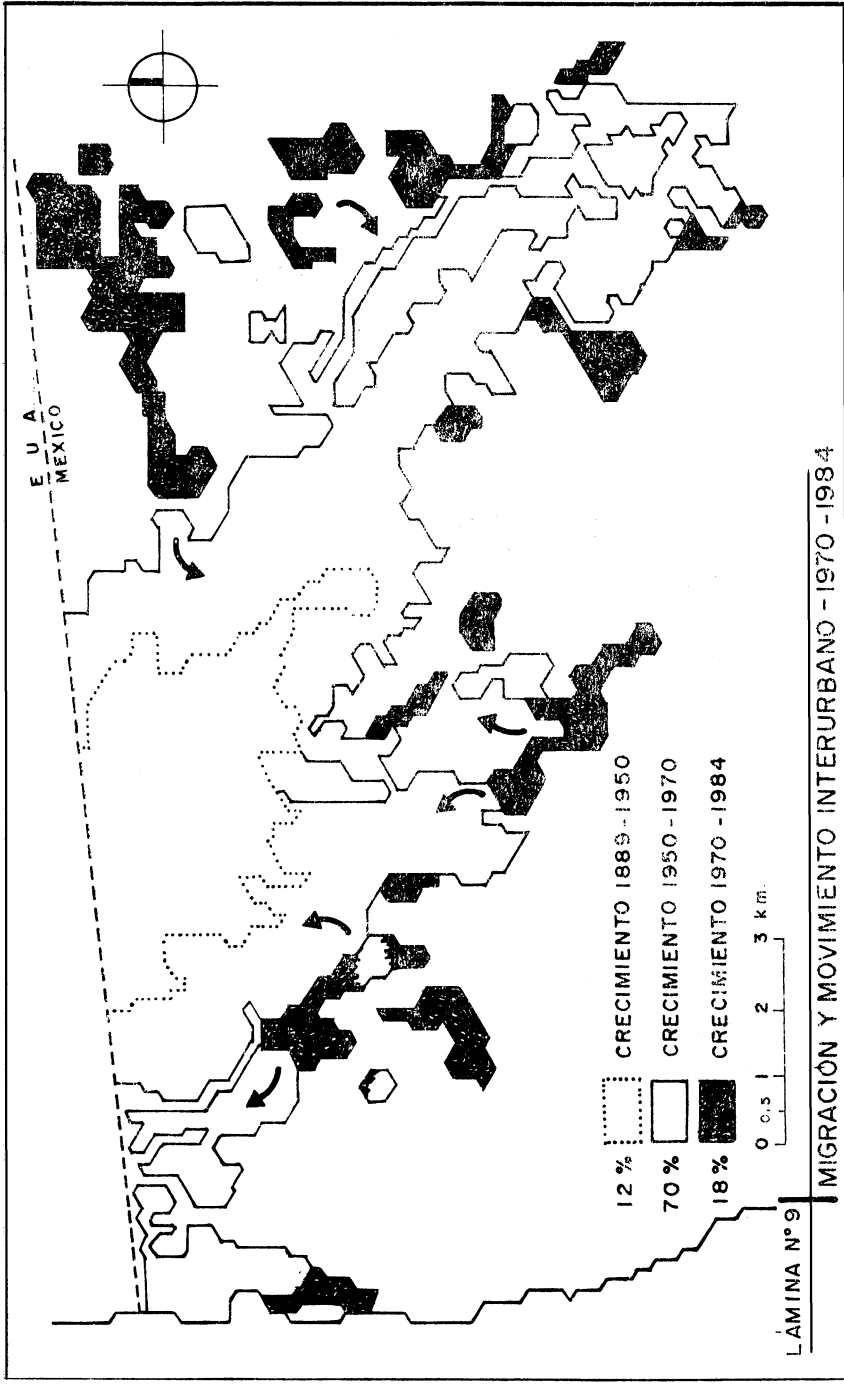 E U A
MEXICO
12 % CRECIMIENTO 1889-1950
70 % CRECIMIENTO 1950-1970
18% CRECIMIENTO 1970-1984
0 0.5 1 2 3 km.
LÁMINA N° 9
MIGRACIÓN Y MOVIMIENTO INTERURBANO - 1970 - 1984